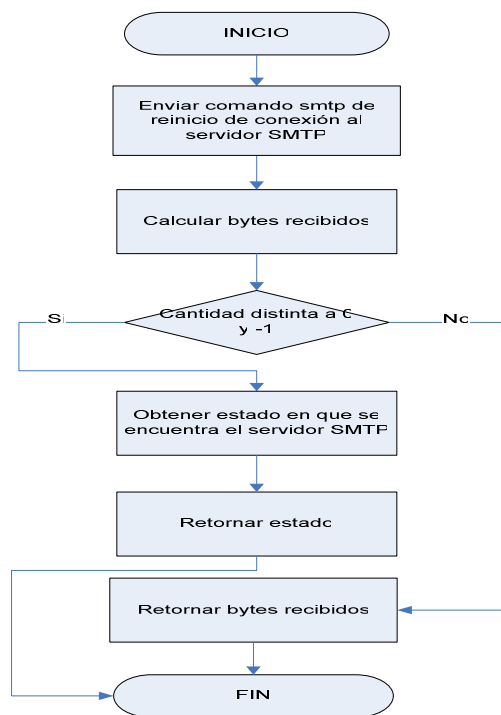 INICIO
Enviar comando smtp de
reinicio de conexión al
servidor SMTP
Calcular bytes recibidos
Cantidad distinta a 0
y -1
Si
No
Obtener estado en que se
encuentra el servidor SMTP
Retornar estado
Retornar bytes recibidos
FIN